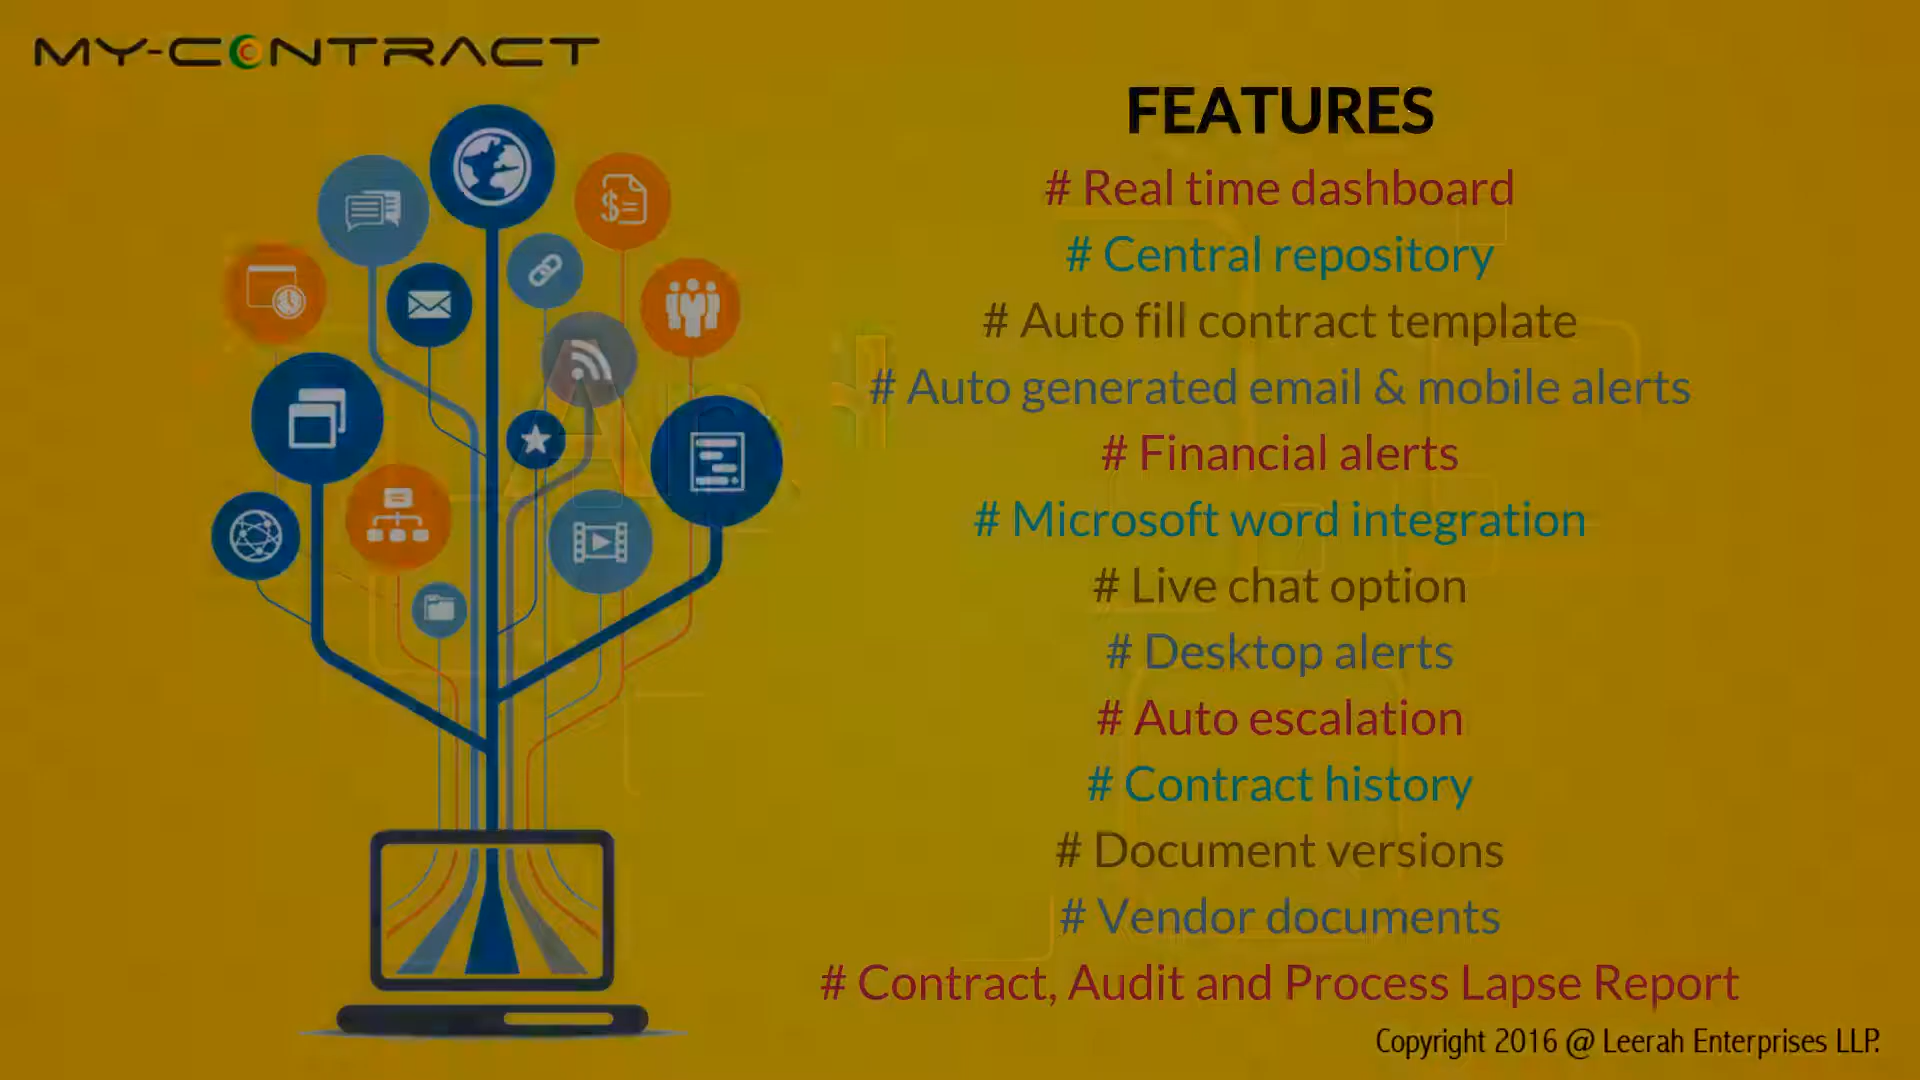 MY-CONTRACT
FEATURES
# Real time dashboard
# Central repository
# Auto fill contract template
# Auto generated email & mobile alerts
# Financial alerts
# Microsoft word integration
# Live chat option
# Desktop alerts
# Auto escalation
# Contract history
# Document versions
# Vendor documents
# Contract, Audit and Process Lapse Report
Copyright 2016 @ Leerah Enterprises LLP.